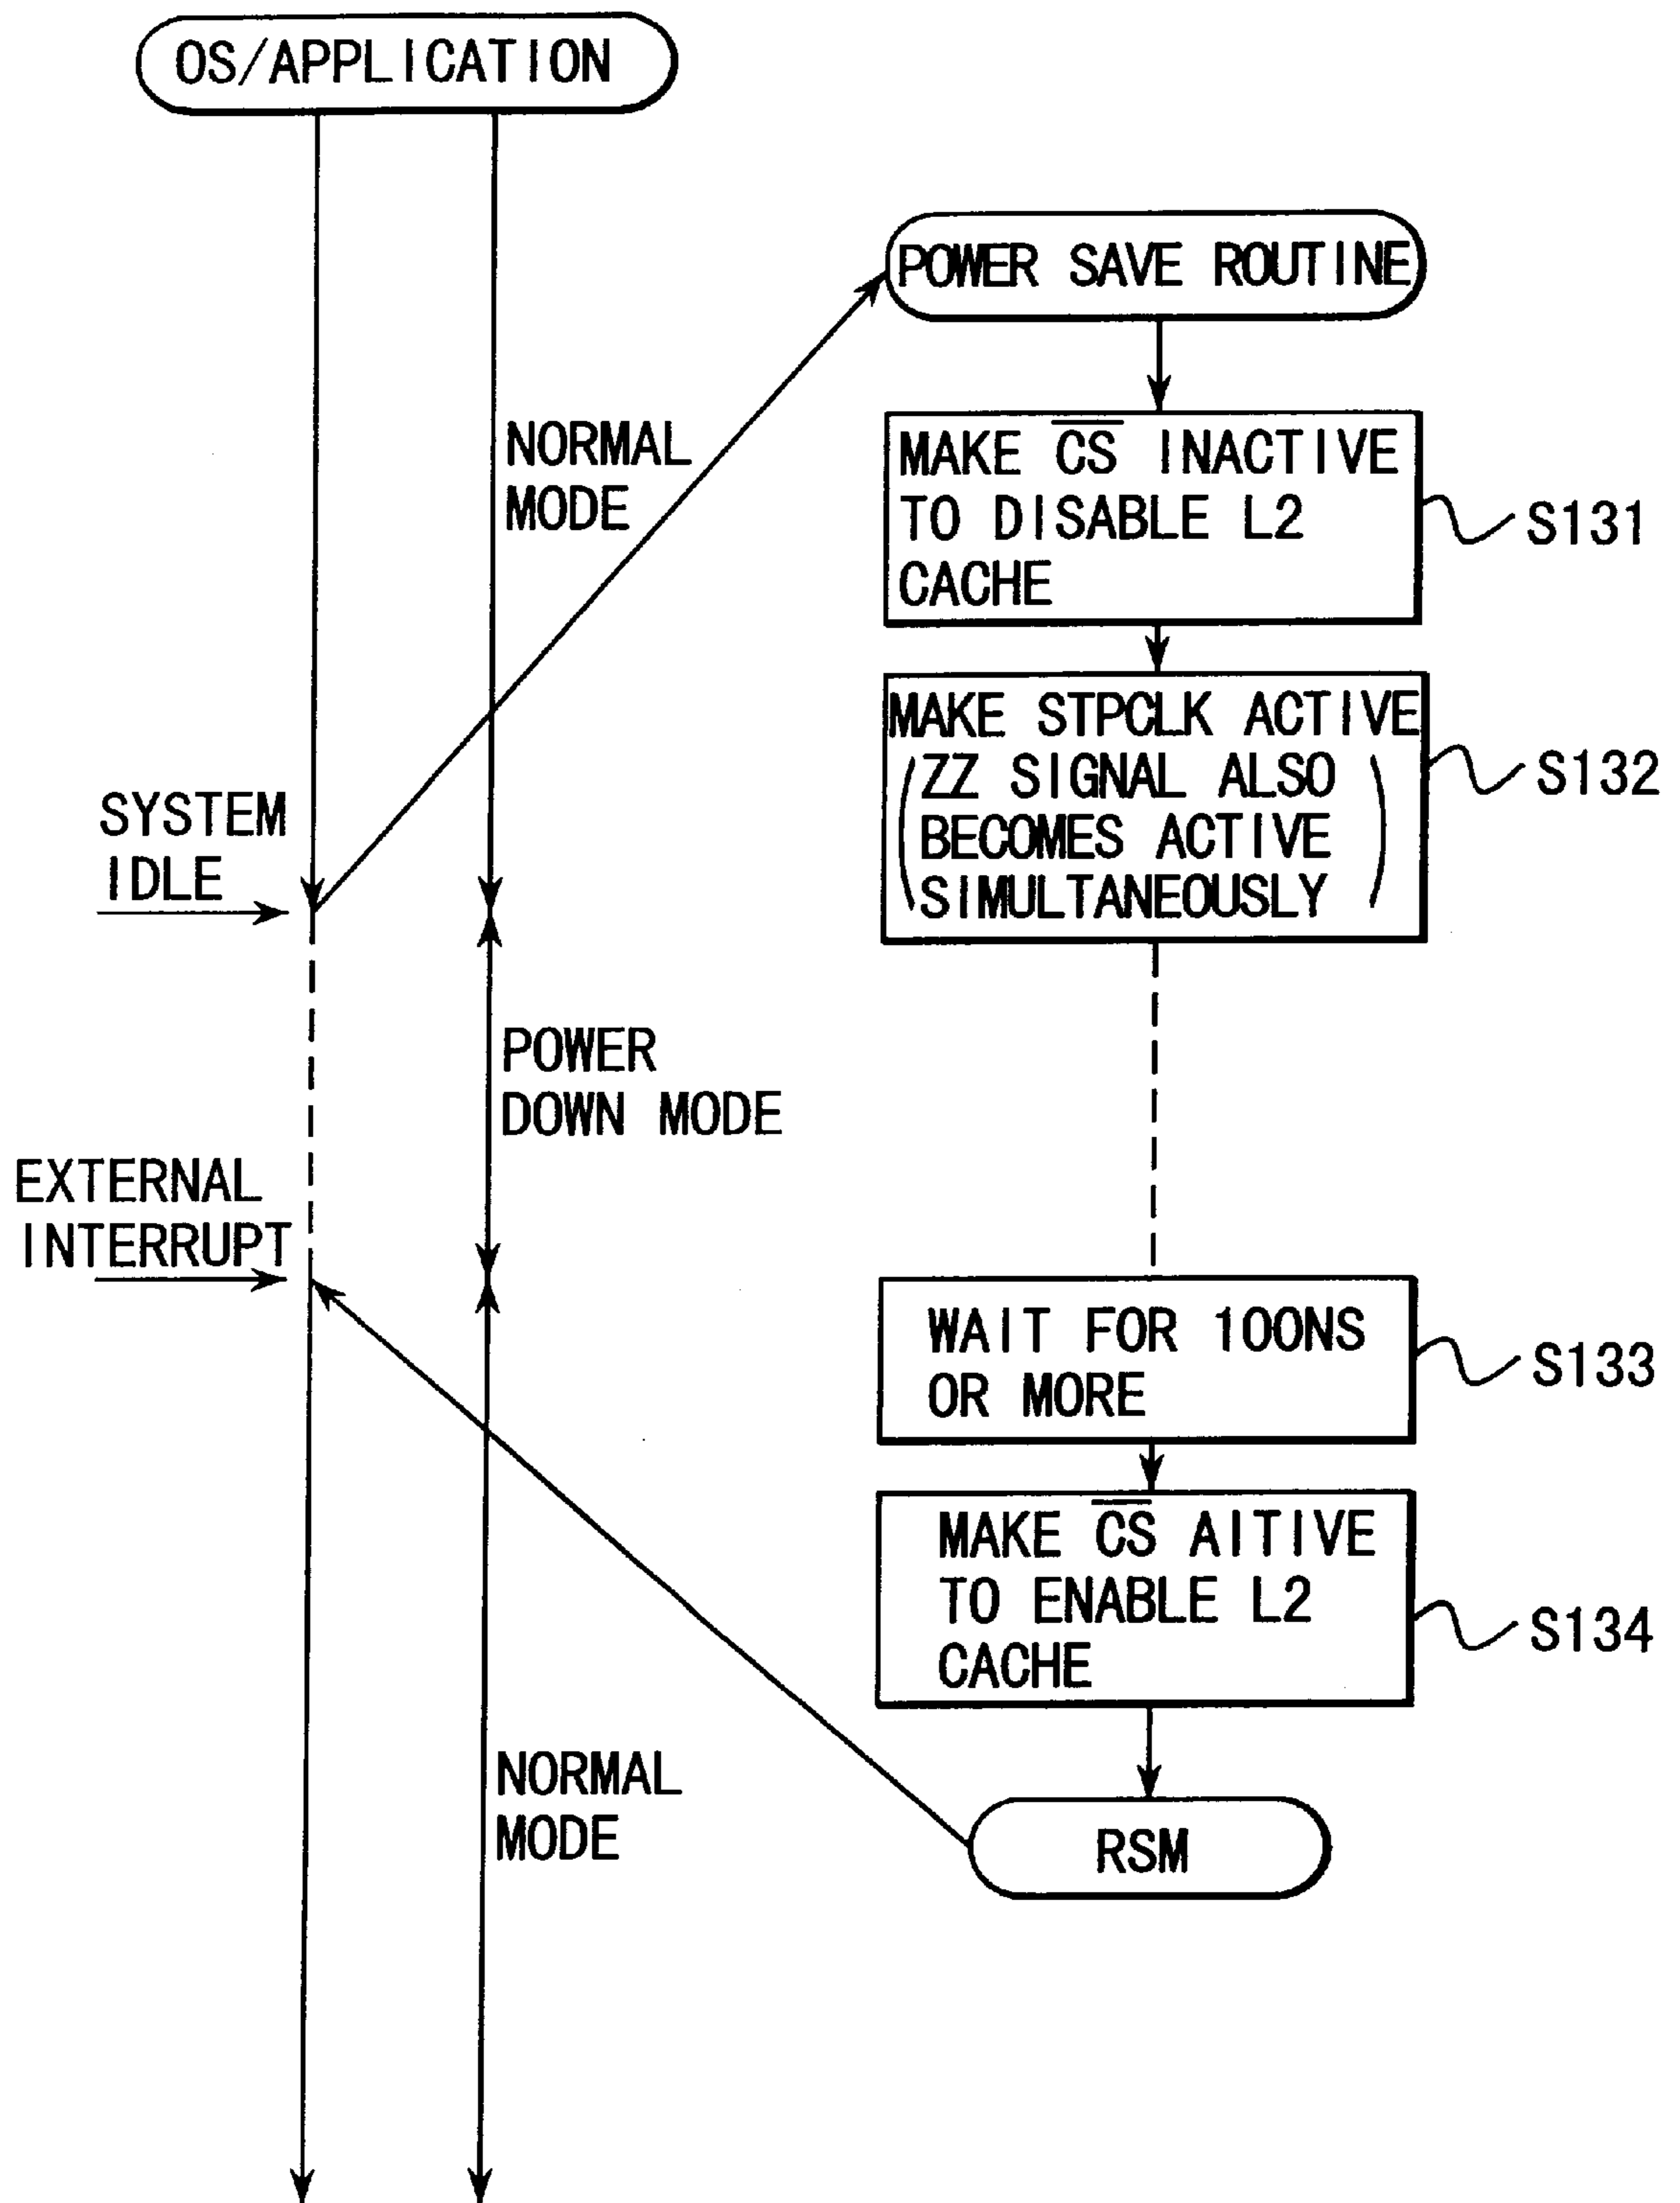 OS/APPLICATION
POWER SAVE ROUTINE
NORMAL
MODE
MAKE C̅S̅ INACTIVE
TO DISABLE L2
CACHE
S131
MAKE STPCLK ACTIVE
(ZZ SIGNAL ALSO
BECOMES ACTIVE
SIMULTANEOUSLY)
S132
SYSTEM
IDLE
POWER
DOWN MODE
EXTERNAL
INTERRUPT
WAIT FOR 100NS
OR MORE
S133
MAKE C̅S̅ AITIVE
TO ENABLE L2
CACHE
S134
NORMAL
MODE
RSM